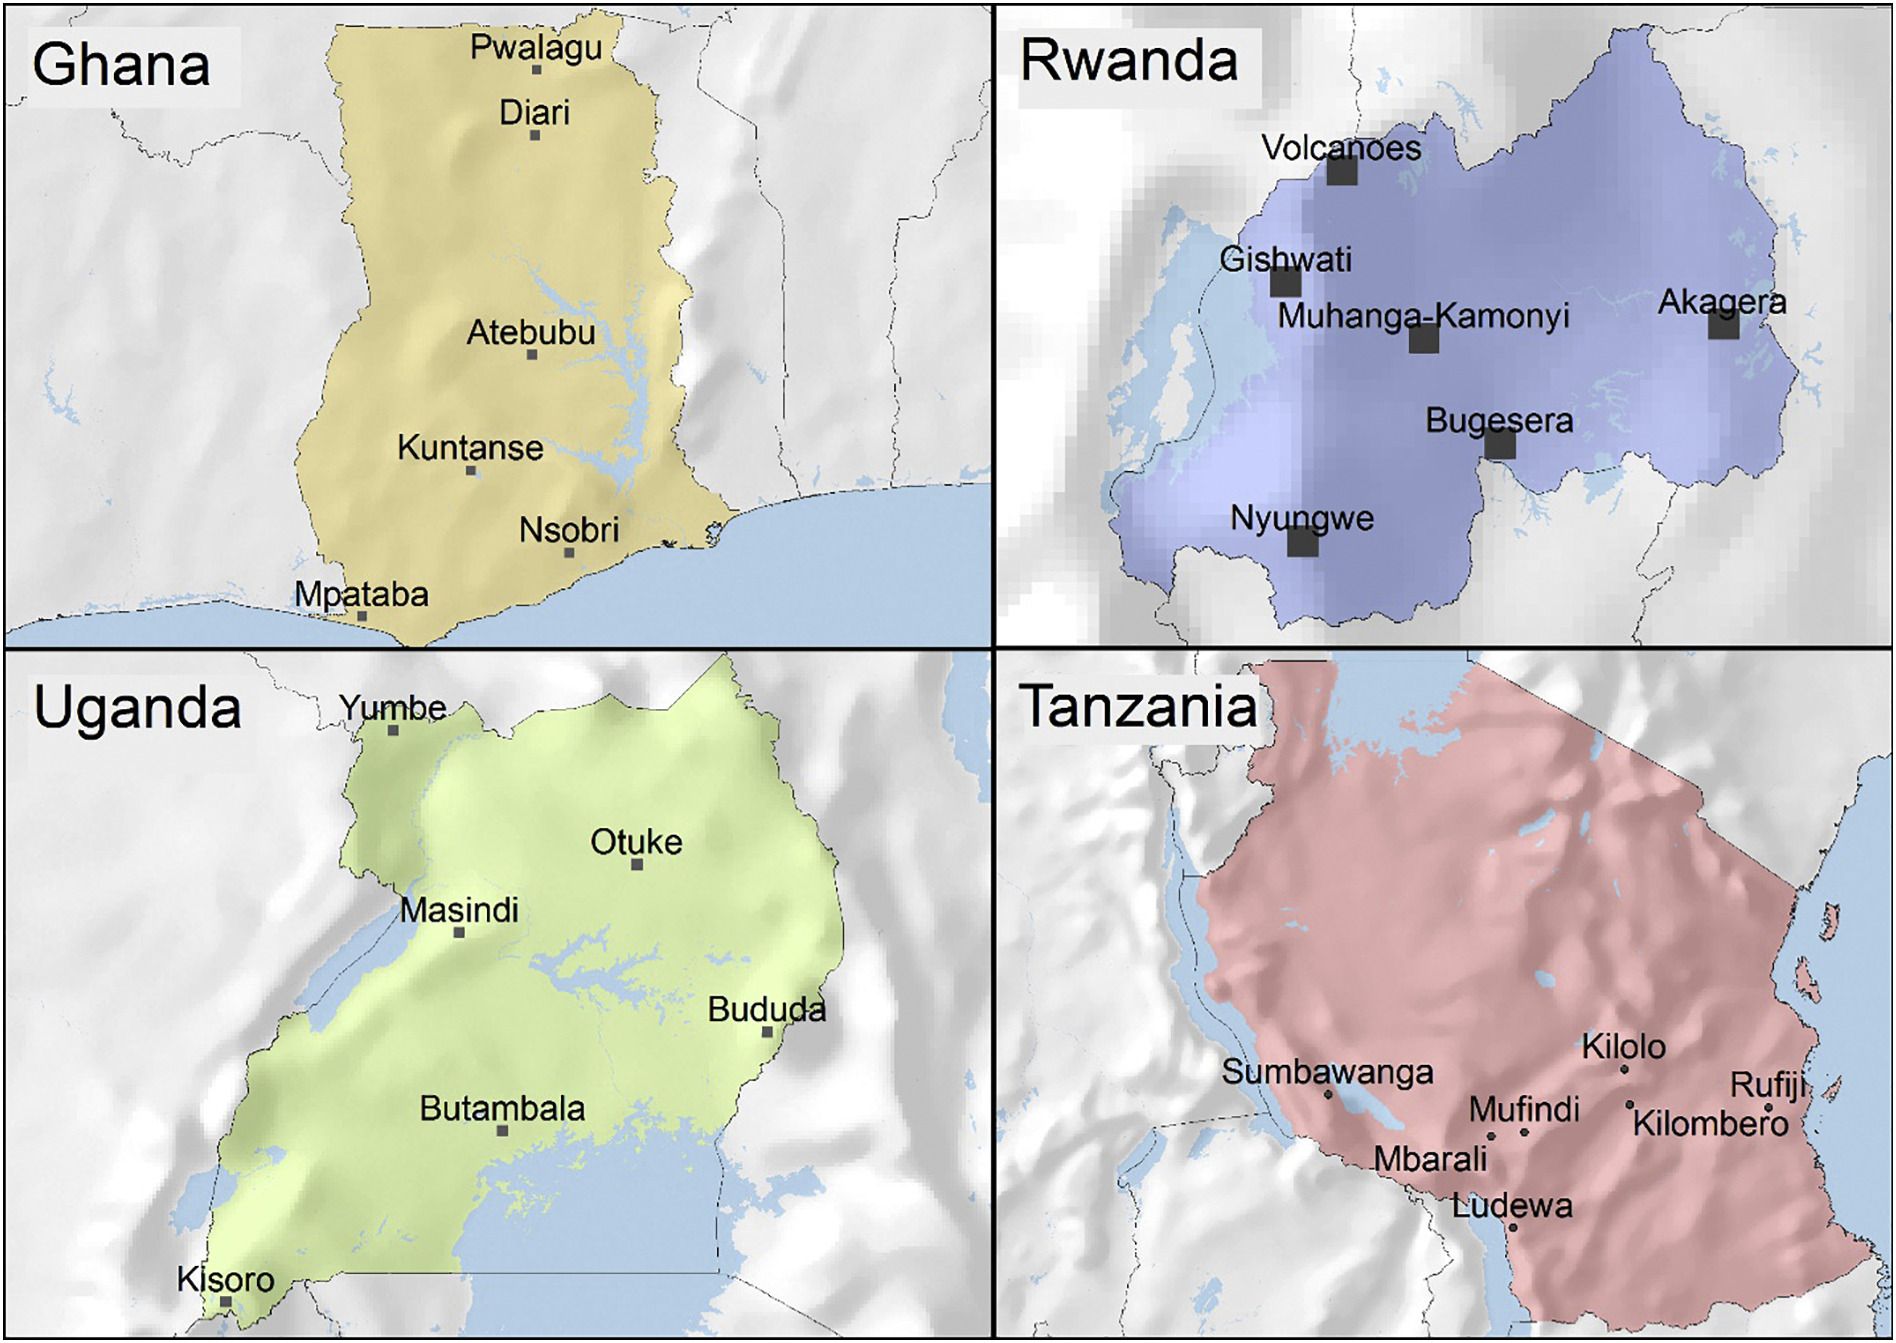 Ghana
Pwalagu
Diari
Atebubu
Kuntanse
Nsobri
Mpataba
Rwanda
Volcanoes
Gishwati
Muhanga-Kamonyi
Akagera
Bugesera
Nyungwe
Uganda
Yumbe
Otuke
Masindi
Bududa
Butambala
Kisoro
Tanzania
Kilolo
Sumbawanga
Rufiji
Mufindi
Kilombero
Mbarali
Ludewa